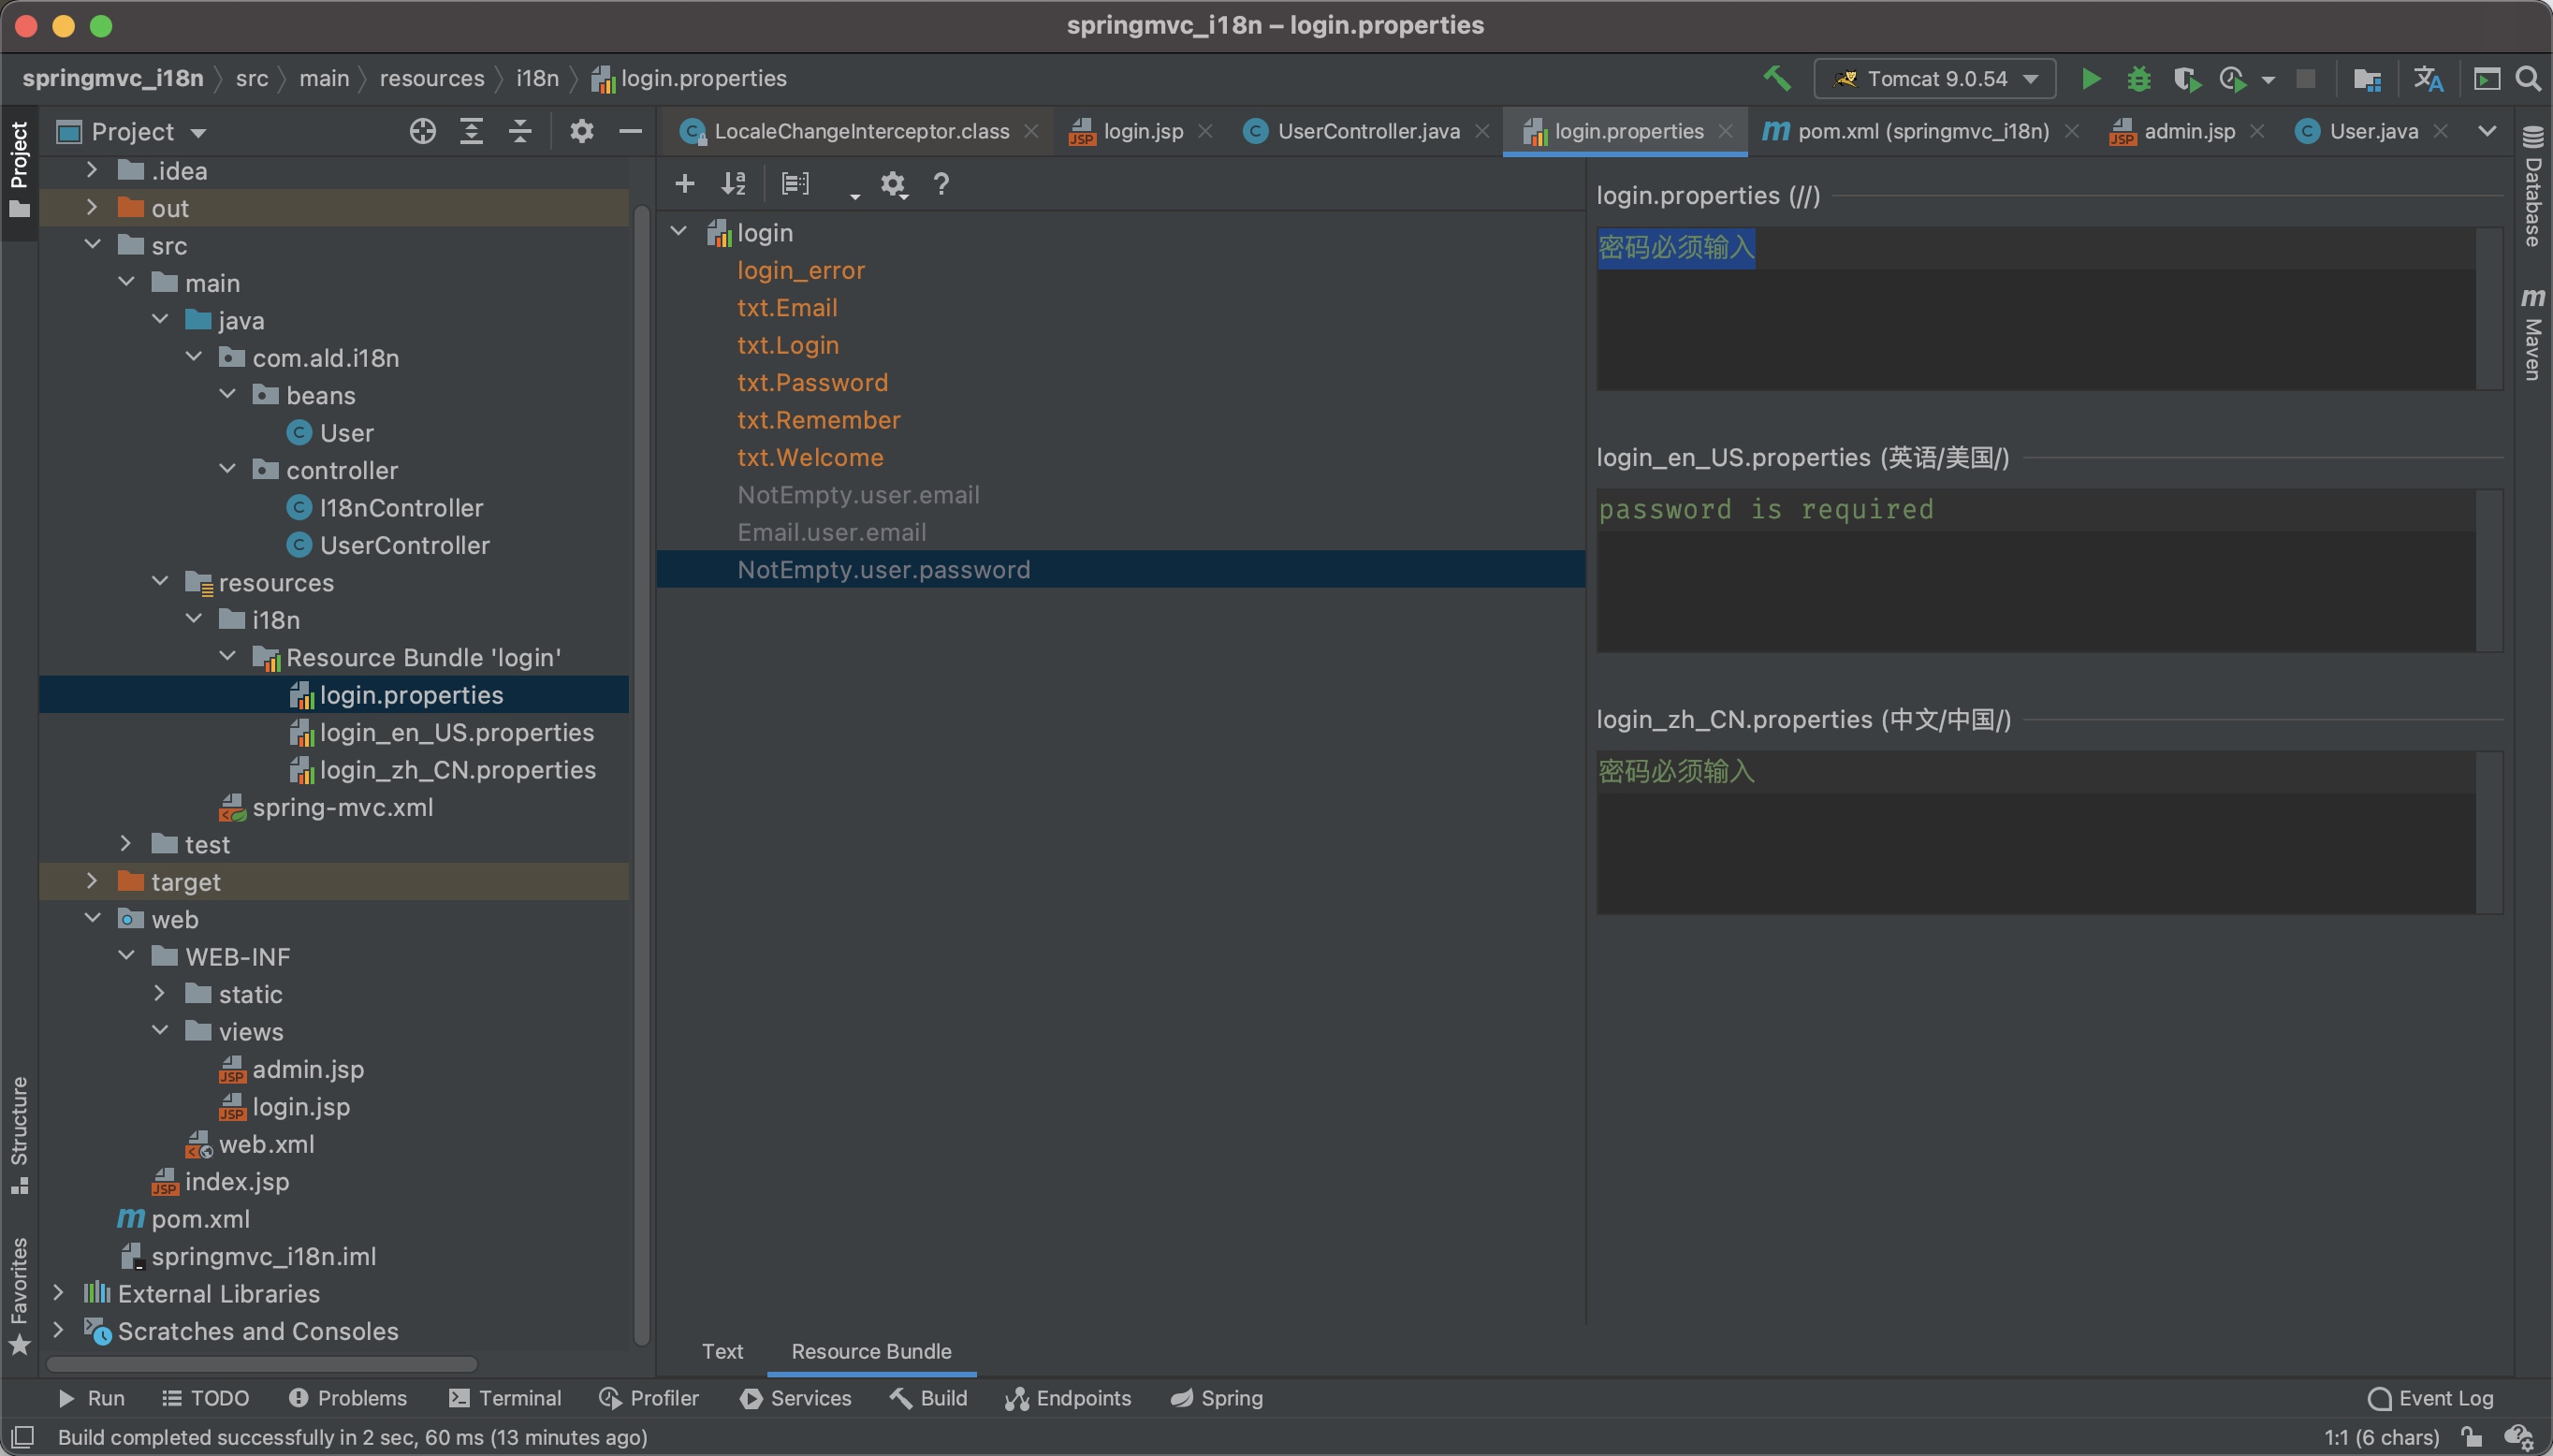 springmvc_i18n – login.properties
springmvc_i18n 〉 src 〉 main 〉 resources 〉 i18n 〉 login.properties
Tomcat 9.0.54
Project
LocaleChangeInterceptor.class
login.jsp
UserController.java
login.properties
pom.xml (springmvc_i18n)
admin.jsp
User.java
Project
Structure
Favorites
.idea
out
src
main
java
com.ald.i18n
beans
User
controller
I18nController
UserController
resources
i18n
Resource Bundle 'login'
login.properties
login_en_US.properties
login_zh_CN.properties
spring-mvc.xml
test
target
web
WEB-INF
static
views
admin.jsp
login.jsp
web.xml
index.jsp
pom.xml
springmvc_i18n.iml
External Libraries
Scratches and Consoles
login
login_error
txt.Email
txt.Login
txt.Password
txt.Remember
txt.Welcome
NotEmpty.user.email
Email.user.email
NotEmpty.user.password
login.properties (//)
密码必须输入
login_en_US.properties (英语/美国/)
password is required
login_zh_CN.properties (中文/中国/)
密码必须输入
Database
Maven
Text
Resource Bundle
Run
TODO
Problems
Terminal
Profiler
Services
Build
Endpoints
Spring
Event Log
Build completed successfully in 2 sec, 60 ms (13 minutes ago)
1:1 (6 chars)